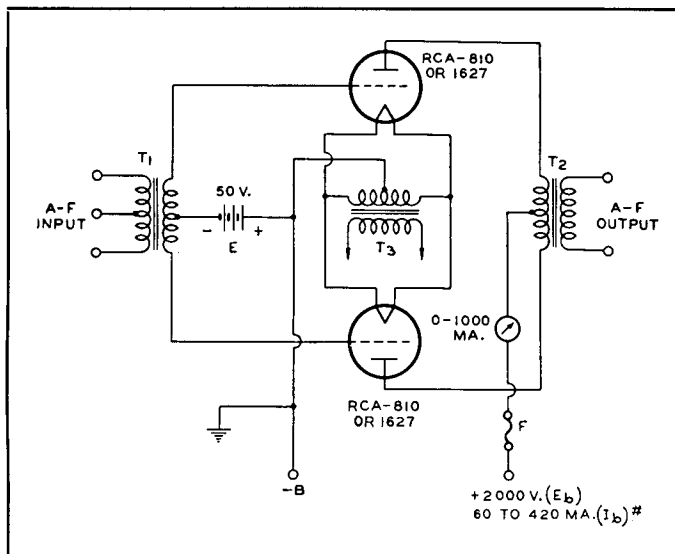 RCA-810
OR 1627
T1
A-F
INPUT
50 V.
- +
E
T3
T2
A-F
OUTPUT
0-1000
MA.
RCA-810
OR 1627
F
-B
+2000 V.(Eb)
60 TO 420 MA.(Ib)#